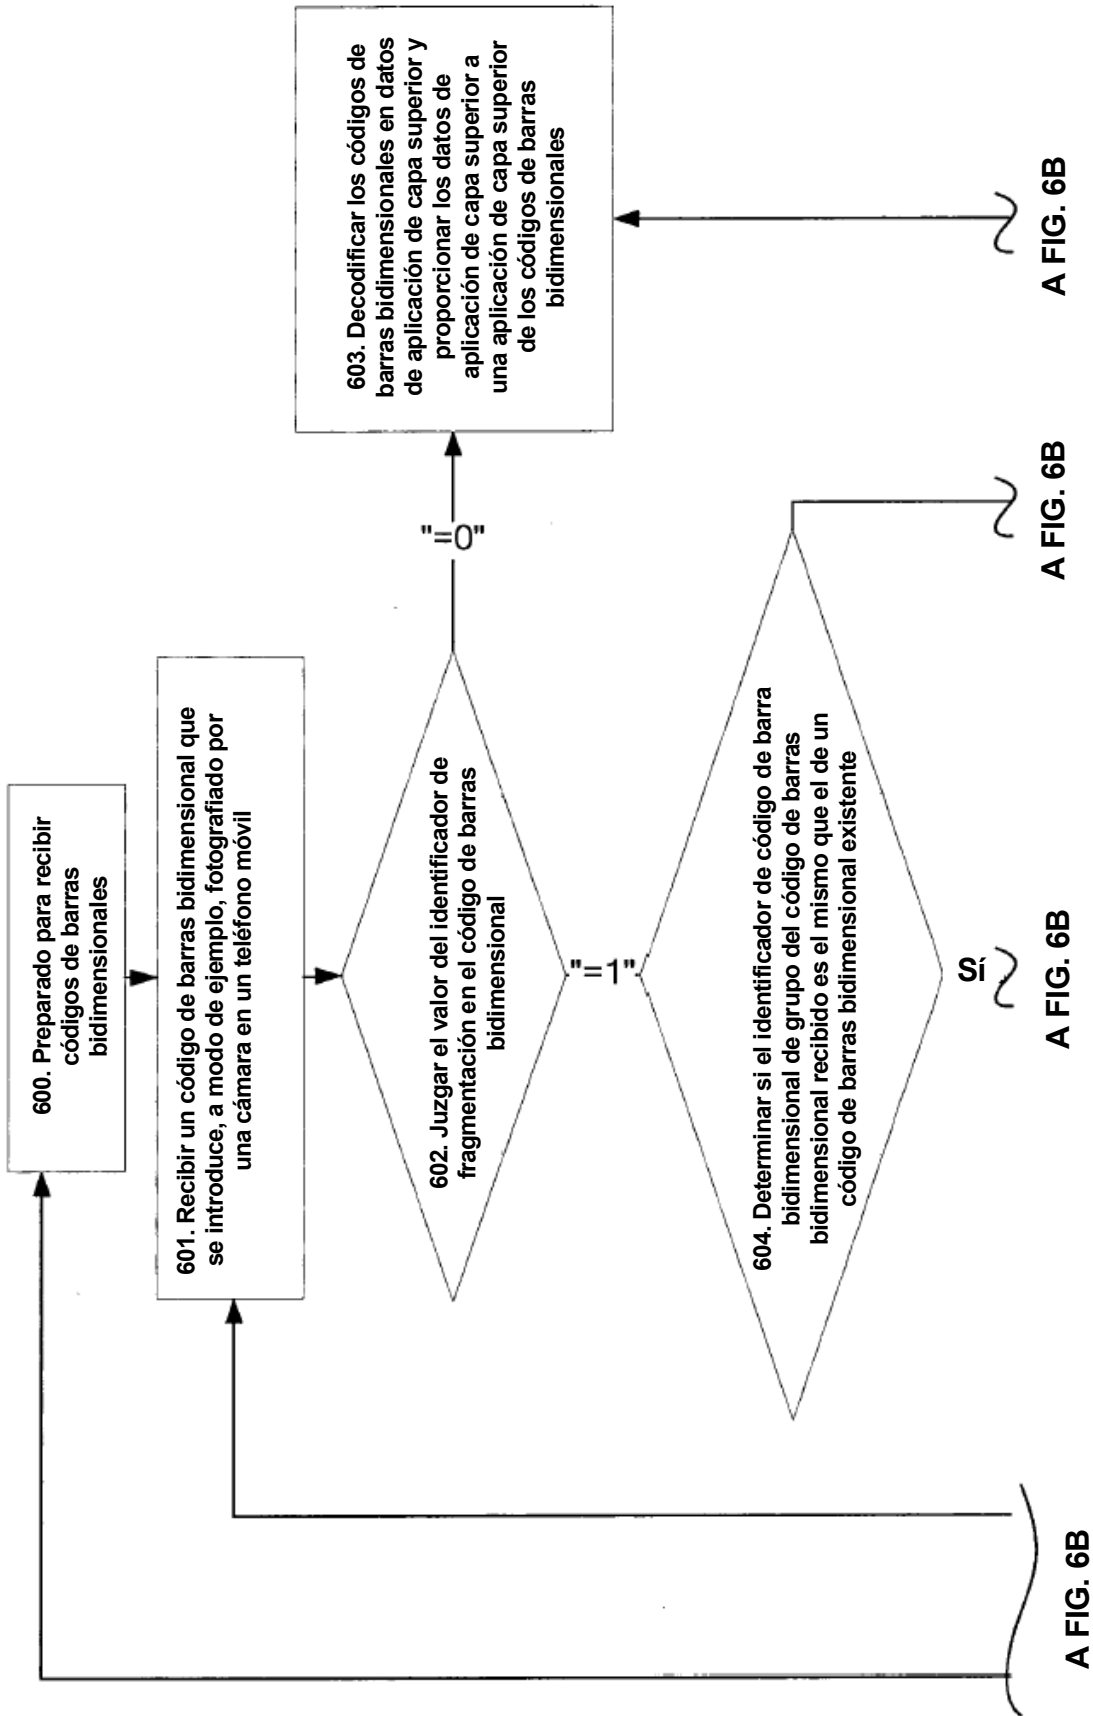 600. Preparado para recibir
códigos de barras
bidimensionales
601. Recibir un código de barras bidimensional que
se introduce, a modo de ejemplo, fotografiado por
una cámara en un teléfono móvil
602. Juzgar el valor del identificador de
fragmentación en el código de barras
bidimensional
"=0"
603. Decodificar los códigos de
barras bidimensionales en datos
de aplicación de capa superior y
proporcionar los datos de
aplicación de capa superior a
una aplicación de capa superior
de los códigos de barras
bidimensionales
"=1"
604. Determinar si el identificador de código de barra
bidimensional de grupo del código de barras
bidimensional recibido es el mismo que el de un
código de barras bidimensional existente
Sí
A FIG. 6B
A FIG. 6B
A FIG. 6B
A FIG. 6B